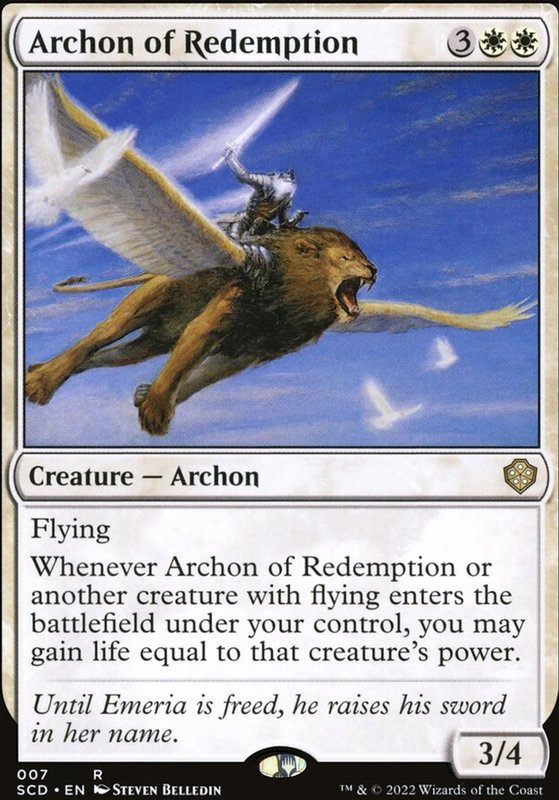 Archon of Redemption 3
Creature — Archon
Flying
Whenever Archon of Redemption or
another creature with flying enters the
battlefield under your control, you may
gain life equal to that creature's power.
Until Emeria is freed, he raises his sword
in her name.
3/4
007 R
SCD • EN Steven Belledin
™ & © 2022 Wizards of the Coast